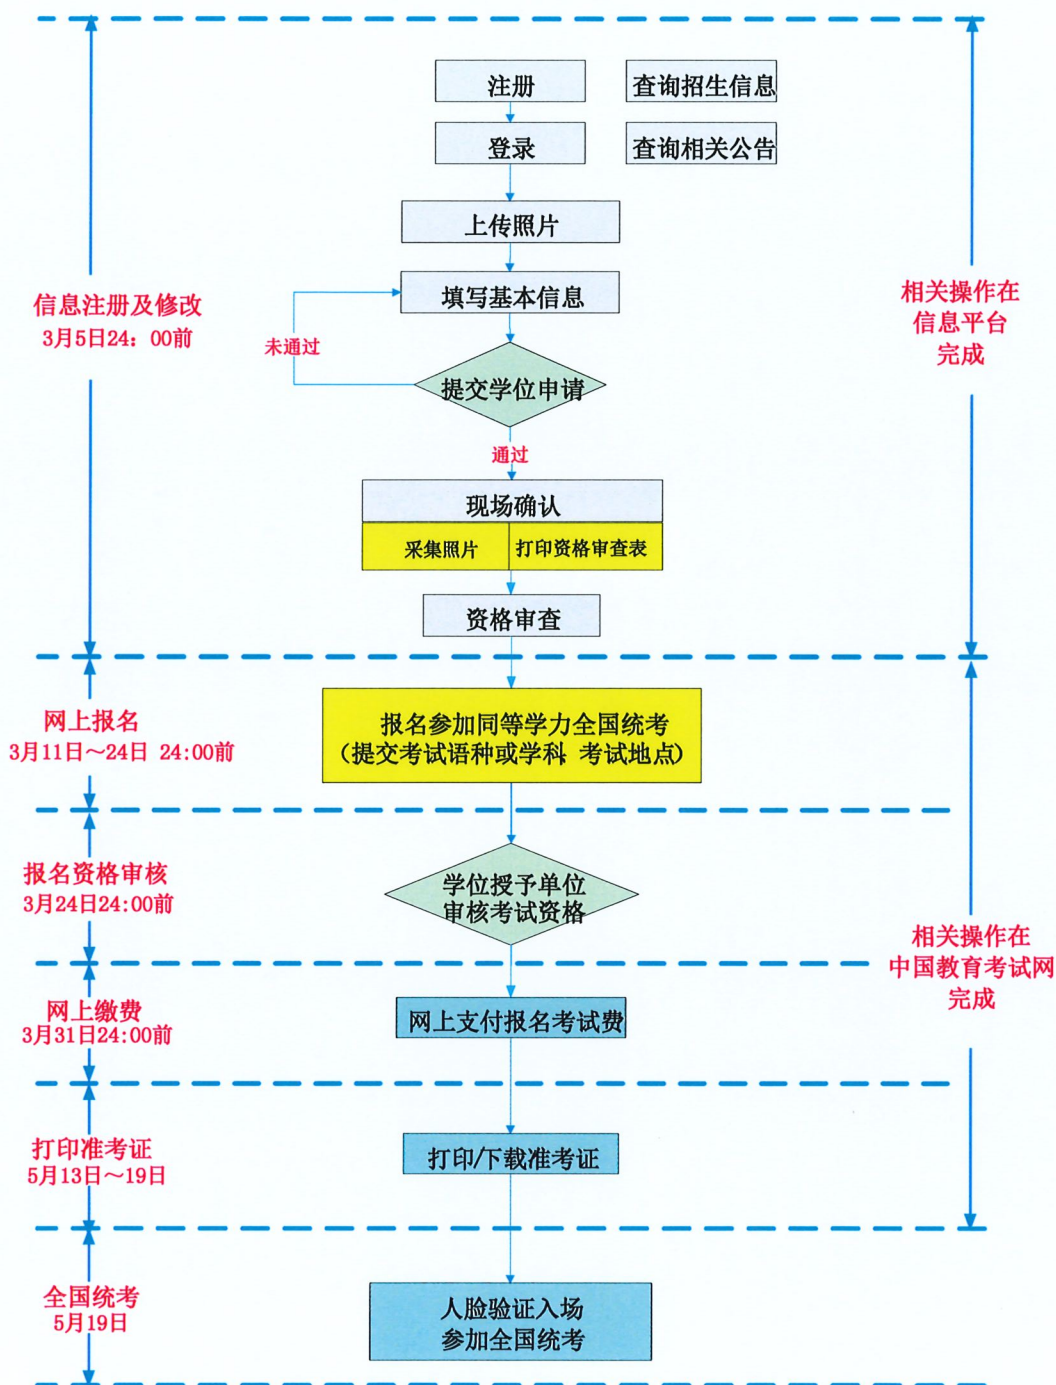 注册
查询招生信息
登录
查询相关公告
上传照片
填写基本信息
信息注册及修改
3月5日24：00前
相关操作在
信息平台
完成
未通过
提交学位申请
通过
现场确认
采集照片
打印资格审查表
资格审查
网上报名
3月11日～24日 24:00前
报名参加同等学力全国统考
（提交考试语种或学科 考试地点）
报名资格审核
3月24日24:00前
学位授予单位
审核考试资格
相关操作在
中国教育考试网
完成
网上缴费
3月31日24:00前
网上支付报名考试费
打印准考证
5月13日～19日
打印/下载准考证
全国统考
5月19日
人脸验证入场
参加全国统考